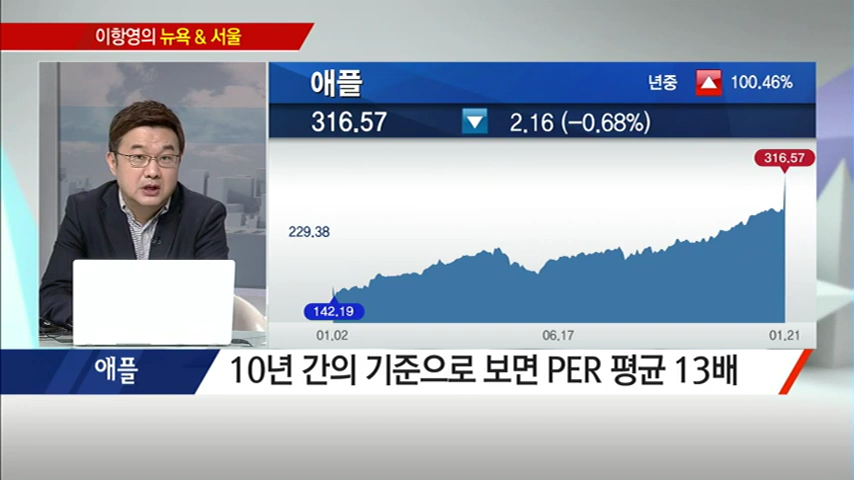 이항영의 뉴욕 & 서울
애플
년중 ▲ 100.46%
316.57 ▼ 2.16 (-0.68%)
316.57
229.38
142.19
01.02 06.17 01.21
애플
10년 간의 기준으로 보면 PER 평균 13배